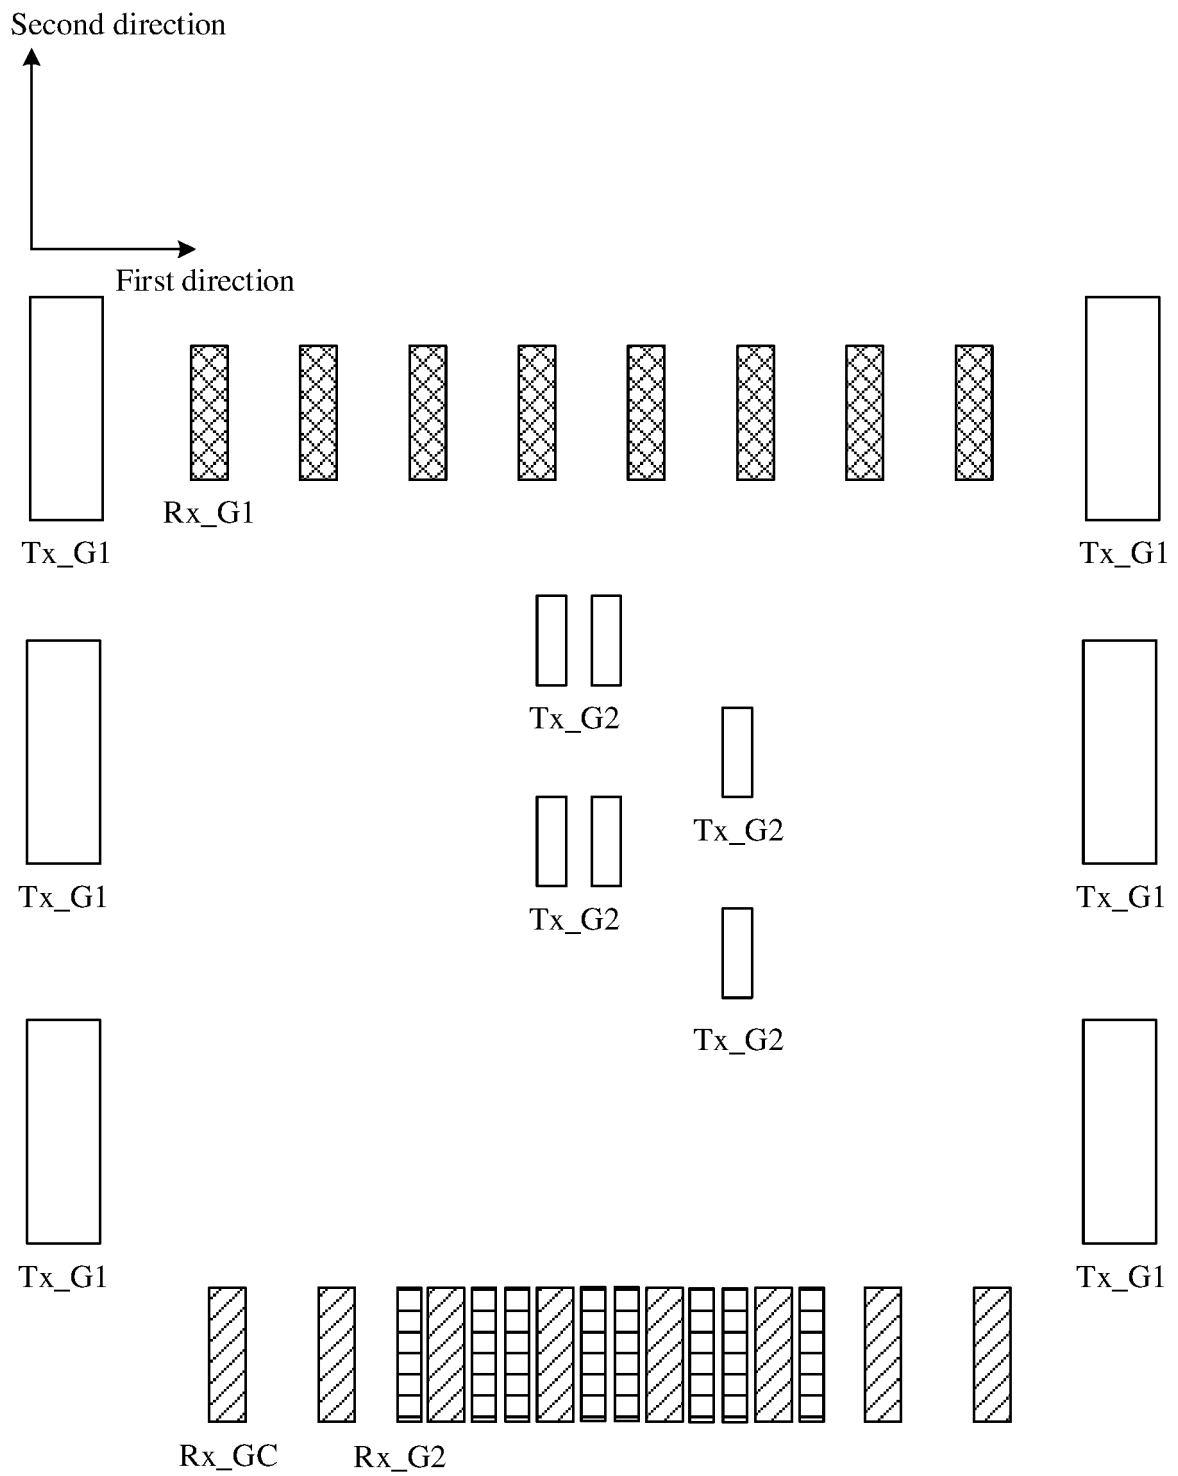 Second direction
First direction
Rx_G1
Tx_G1
Tx_G1
Tx_G2
Tx_G2
Tx_G1
Tx_G1
Tx_G2
Tx_G2
Tx_G1
Tx_G1
Rx_GC
Rx_G2